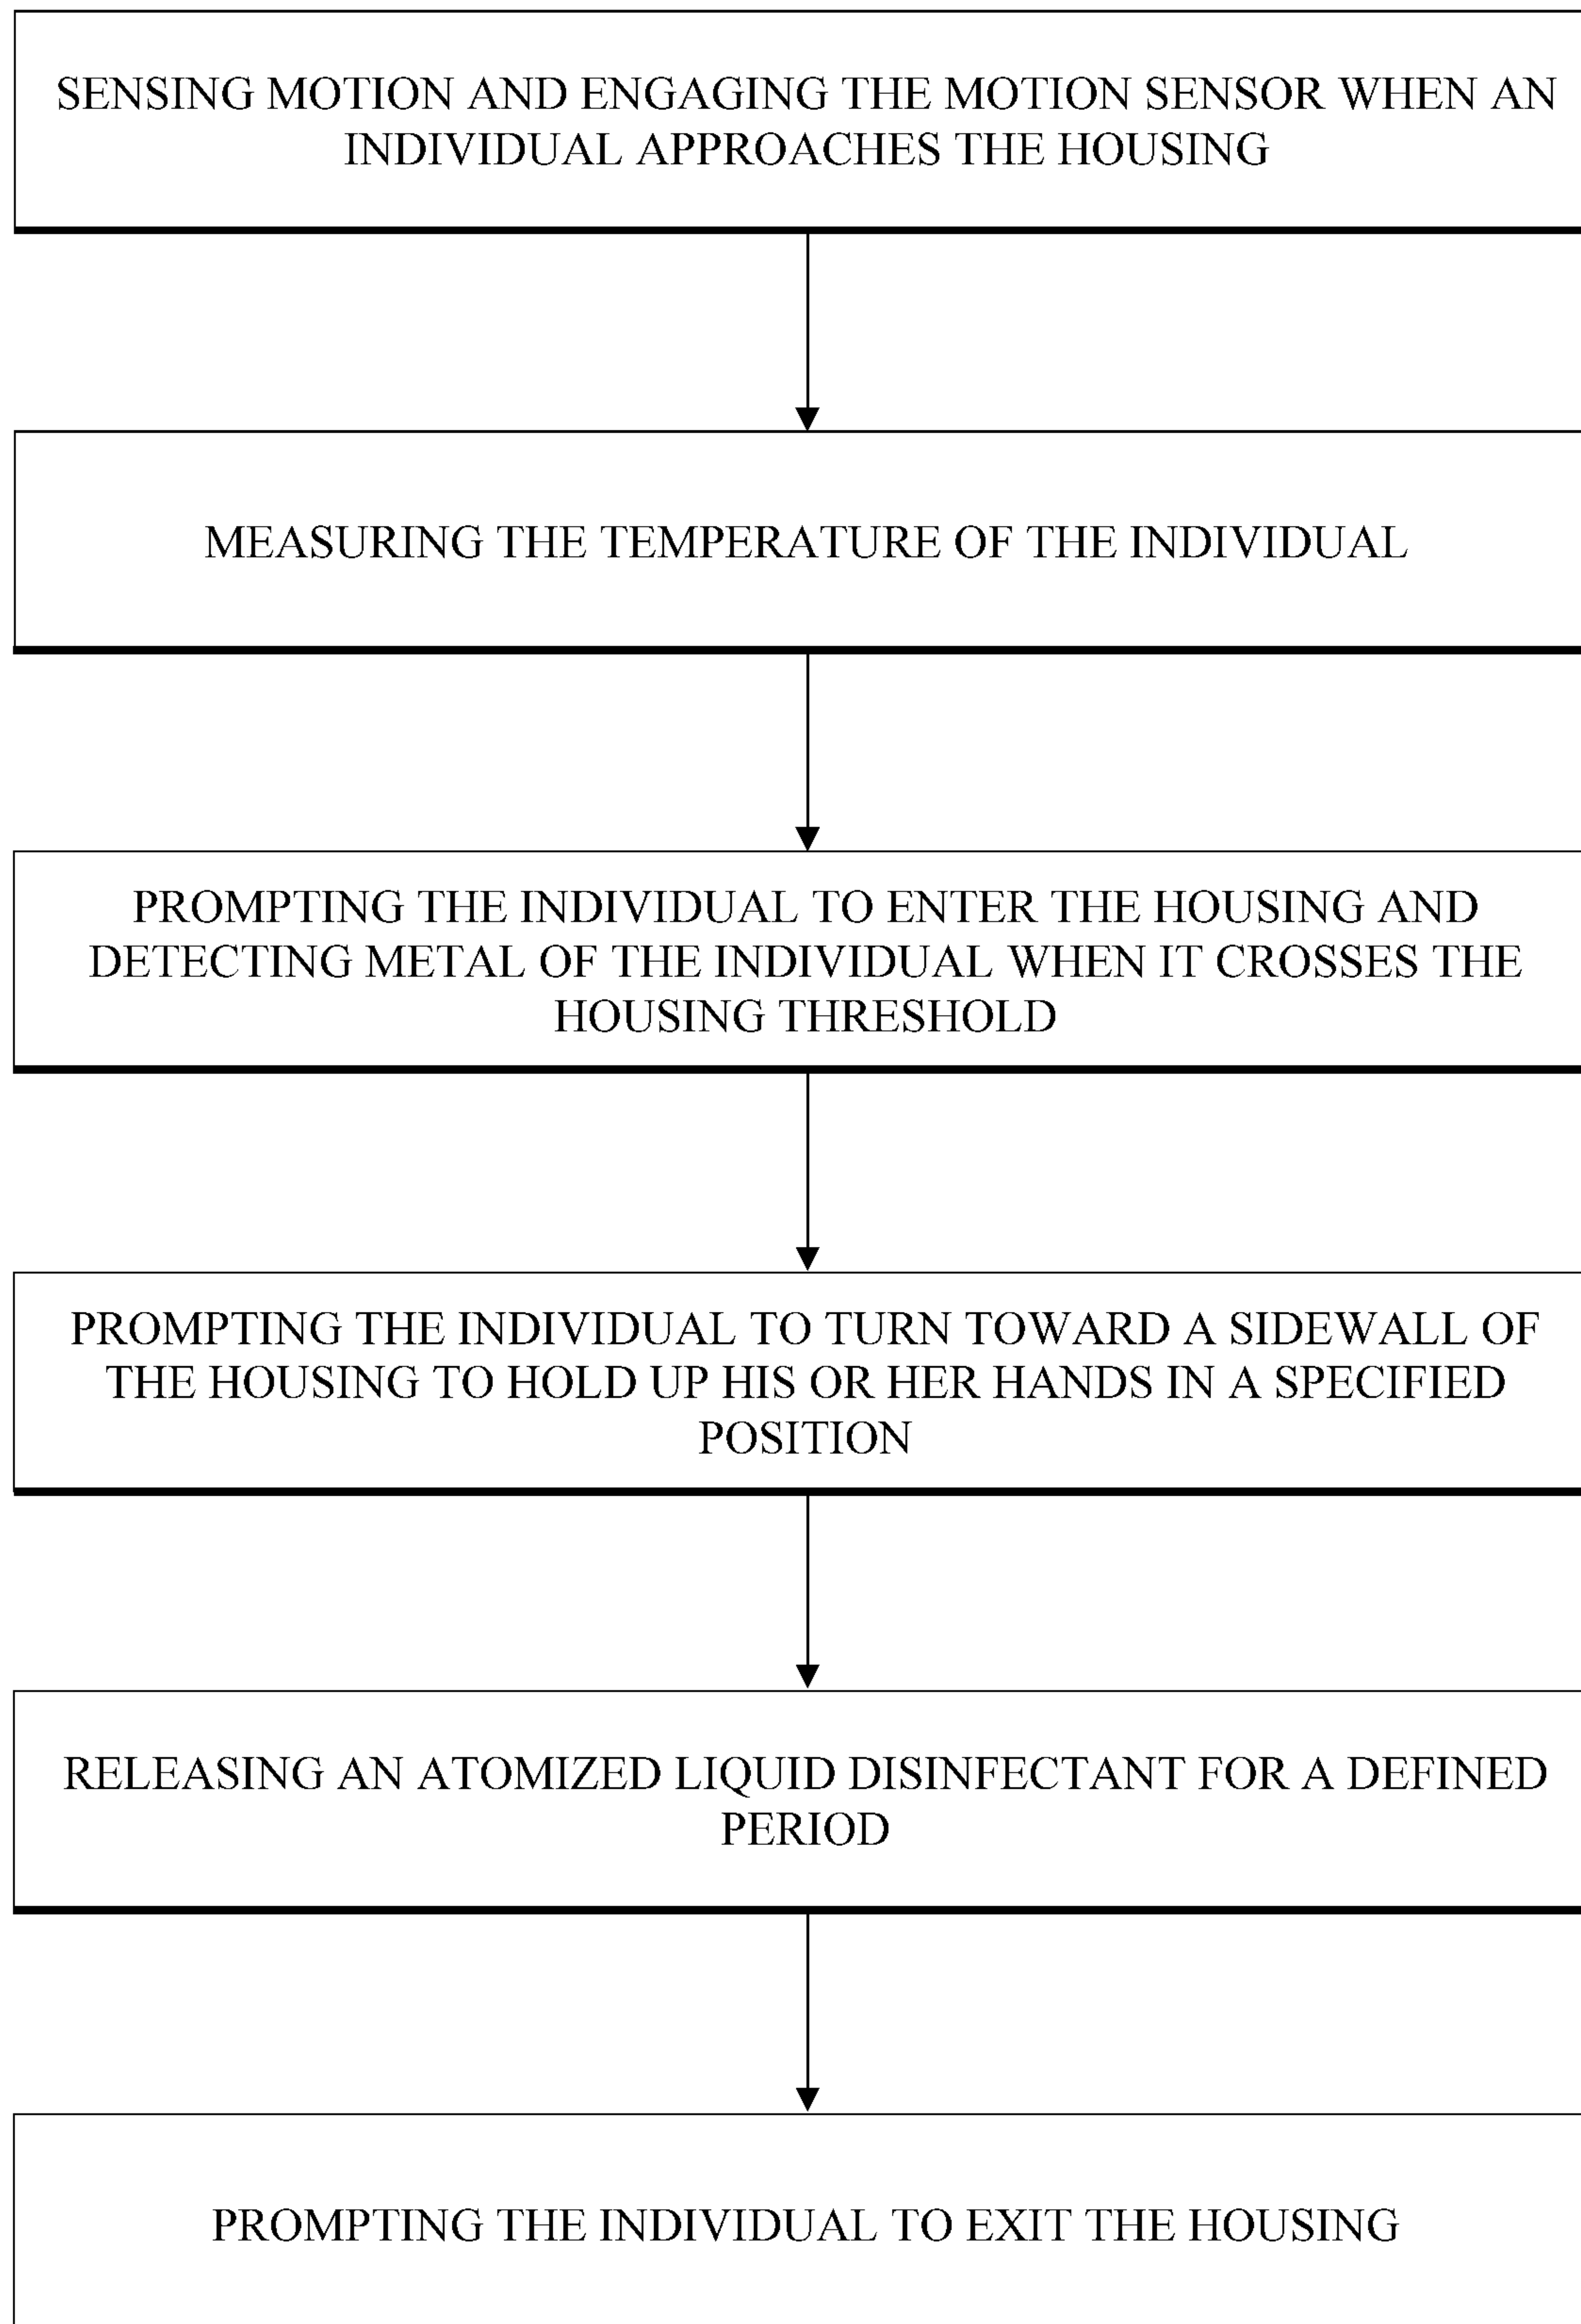 SENSING MOTION AND ENGAGING THE MOTION SENSOR WHEN AN
INDIVIDUAL APPROACHES THE HOUSING
MEASURING THE TEMPERATURE OF THE INDIVIDUAL
PROMPTING THE INDIVIDUAL TO ENTER THE HOUSING AND
DETECTING METAL OF THE INDIVIDUAL WHEN IT CROSSES THE
HOUSING THRESHOLD
PROMPTING THE INDIVIDUAL TO TURN TOWARD A SIDEWALL OF
THE HOUSING TO HOLD UP HIS OR HER HANDS IN A SPECIFIED
POSITION
RELEASING AN ATOMIZED LIQUID DISINFECTANT FOR A DEFINED
PERIOD
PROMPTING THE INDIVIDUAL TO EXIT THE HOUSING